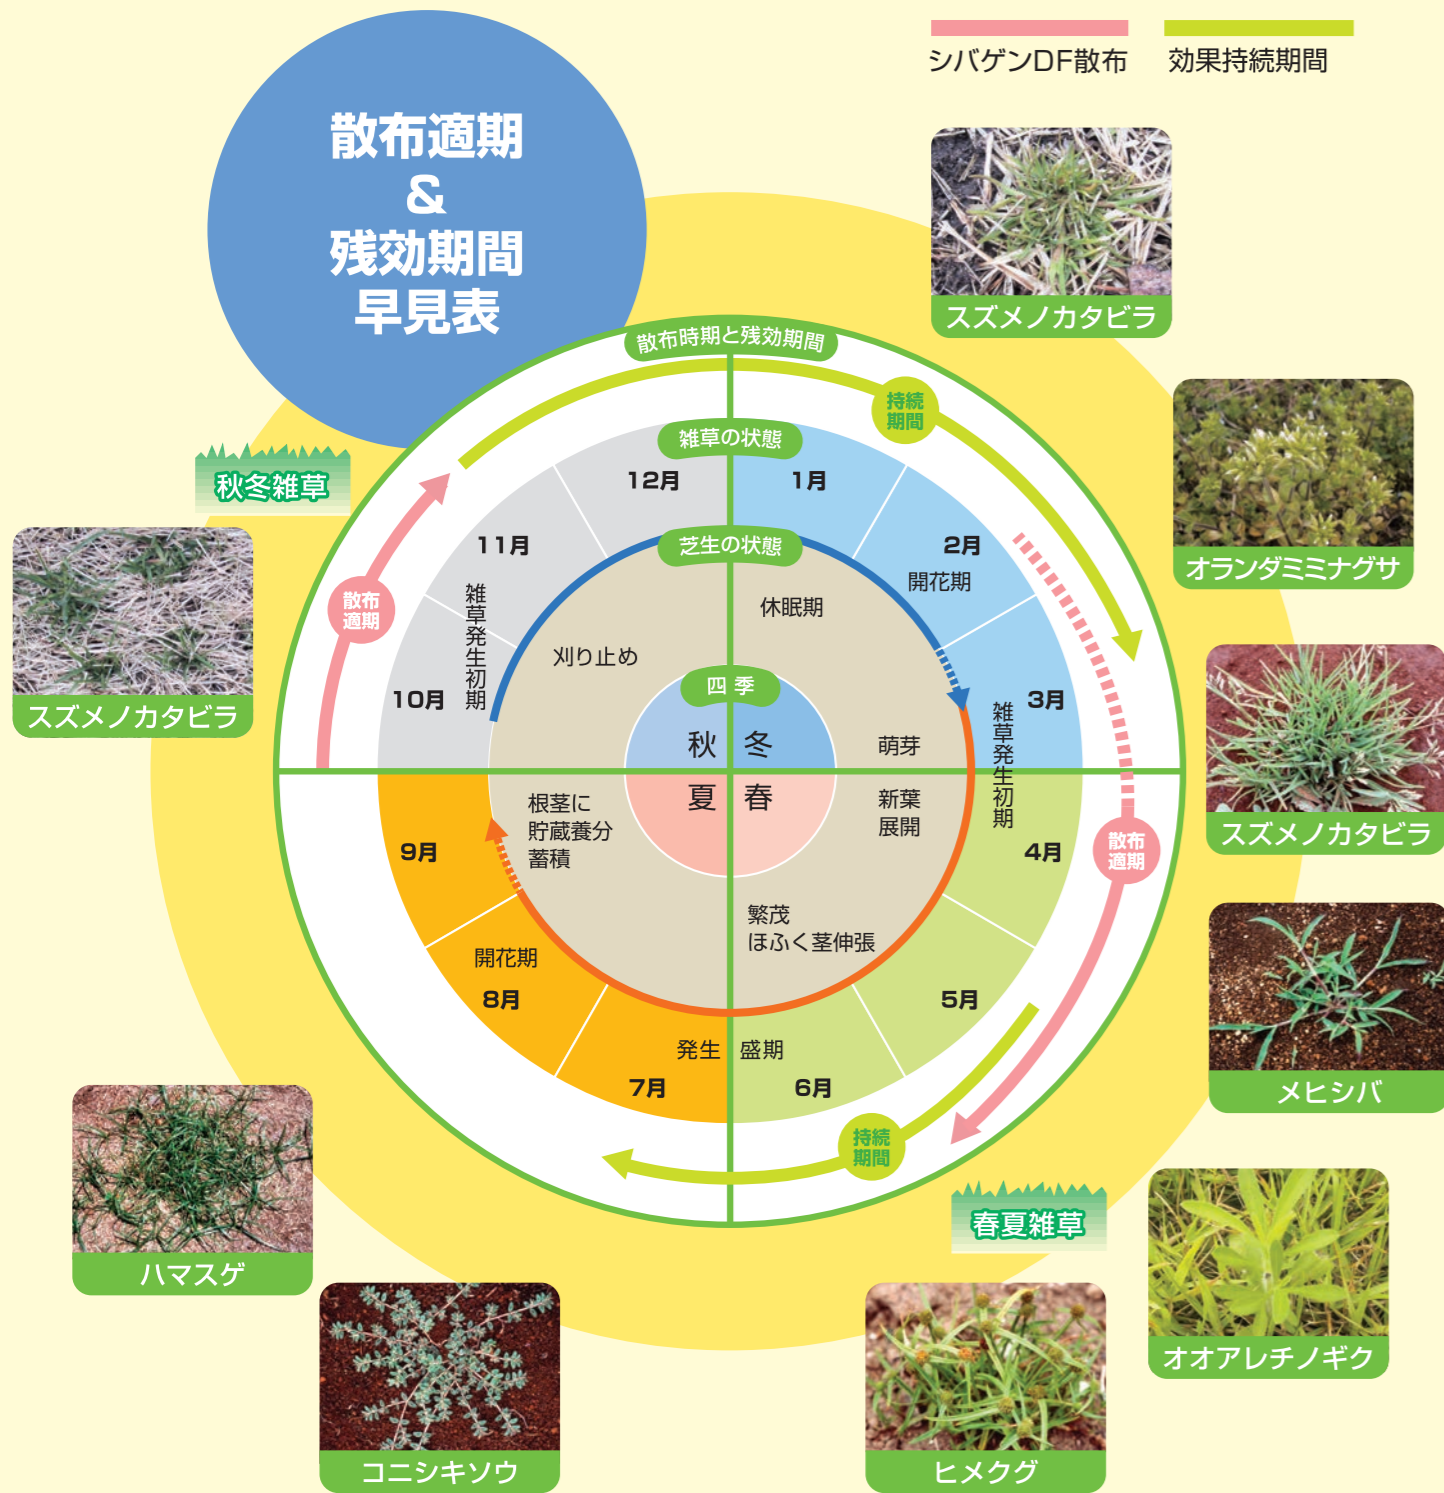 シバゲンDF散布
効果持続期間
散布適期
&
残効期間
早見表
スズメノカタビラ
散布時期と残効期間
持続
期間
オランダミミナグサ
雑草の状態
秋冬雑草
12月
1月
11月
2月
開花期
芝生の状態
散布
適期
雑草発生初期
休眠期
刈り止め
スズメノカタビラ
10月
3月
四季
雑草発生初期
秋
冬
萌芽
夏
春
根茎に
貯蔵養分
蓄積
新葉
展開
スズメノカタビラ
9月
4月
散布
適期
繁茂
ほふく茎伸張
開花期
8月
5月
発生
盛期
7月
6月
メヒシバ
持続
期間
春夏雑草
ハマスゲ
オオアレチノギク
コニシキソウ
ヒメクグ